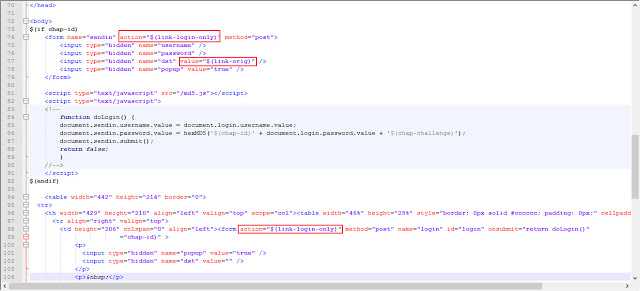 70 </head>
71
72 <body>
73 $(if chap-id)
74 <form name="sendin" action="$(link-login-only)" method="post">
75 <input type="hidden" name="username" />
76 <input type="hidden" name="password" />
77 <input type="hidden" name="dst" value="$(link-orig)" />
78 <input type="hidden" name="popup" value="true" />
79 </form>
80
81 <script type="text/javascript" src="/md5.js"></script>
82 <script type="text/javascript">
83 <!--
84 function doLogin() {
85 document.sendin.username.value = document.login.username.value;
86 document.sendin.password.value = hexMD5('$(chap-id)' + document.login.password.value + '$(chap-challenge)');
87 document.sendin.submit();
88 return false;
89 }
90 //-->
91 </script>
92 $(endif)
93
94 <table width="442" height="216" border="0">
95 <tr>
96 <th width="429" height="210" align="left" valign="top" scope="col"><table width="46%" height="29%" style="border: 0px solid #cccccc; padding: 0px;" cellpadd
97 <tr align="right" valign="top">
98 <td height="206" colspan="0" align="left"><form action="$(link-login-only)" method="post" name="login" id="login" onsubmit="return doLogin()"
99 "chap-id)" >
100 <p>
101 <input type="hidden" name="popup" value="true" />
102 <input type="hidden" name="dst" value="" />
103 </p>
104 <p>&nbsp;</p>